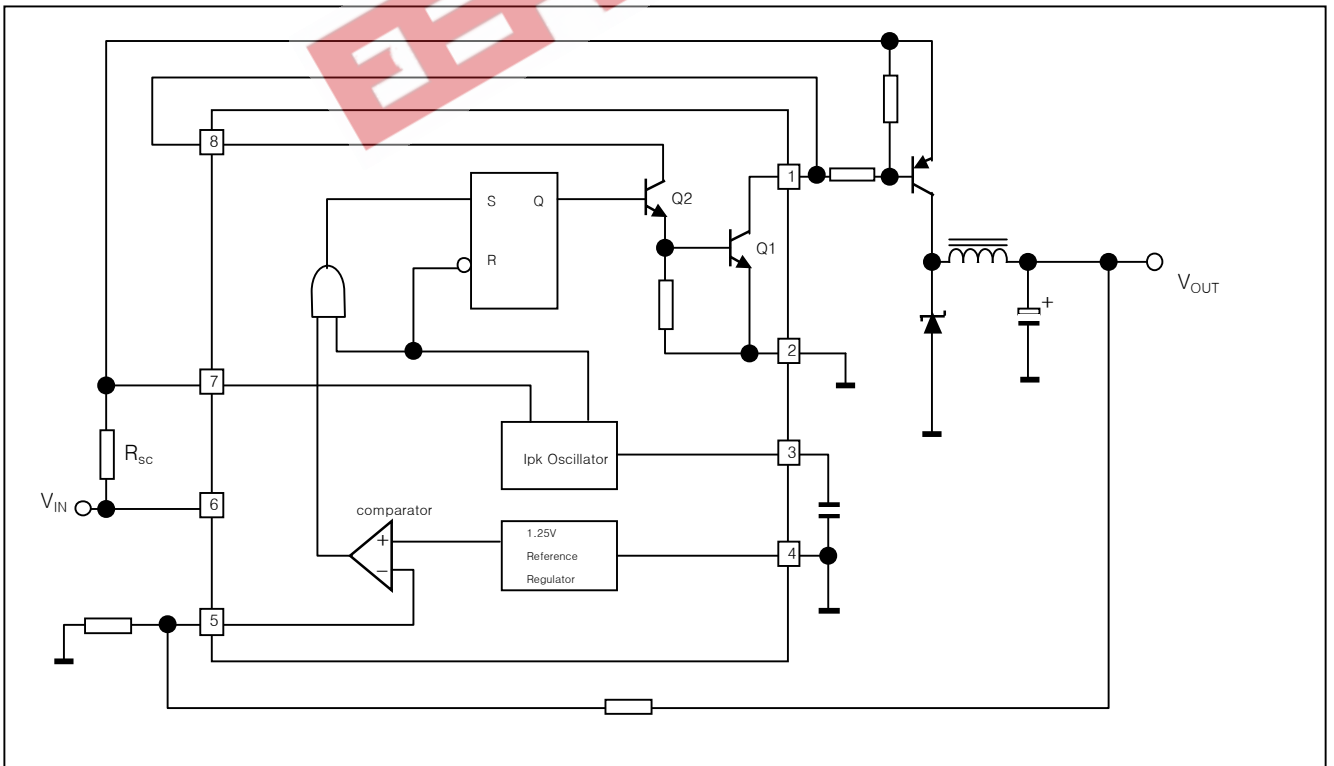 8
1
S Q
Q2
R
Q1
2
7
Ipk Oscillator
3
Rsc
VIN
6
comparator
+
−
1.25V
Reference
Regulator
4
5
+
VOUT